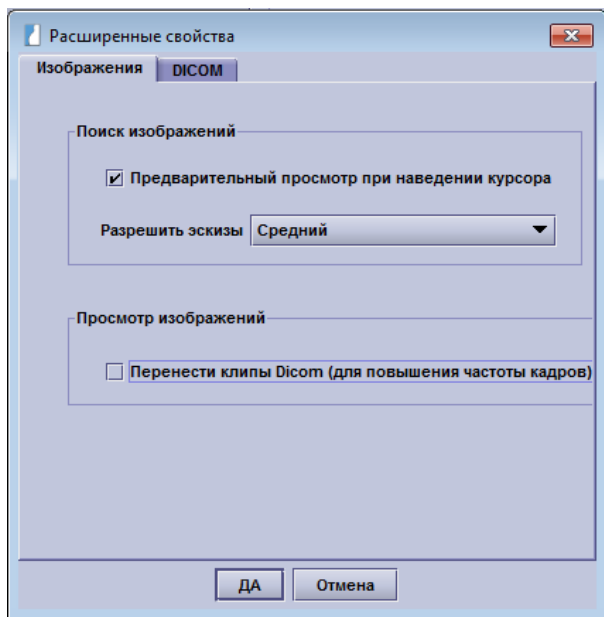 Расширенные свойства
Изображения DICOM
Поиск изображений
Предварительный просмотр при наведении курсора
Разрешить эскизы Средний
Просмотр изображений
Перенести клипы Dicom (для повышения частоты кадров)
ДА Отмена